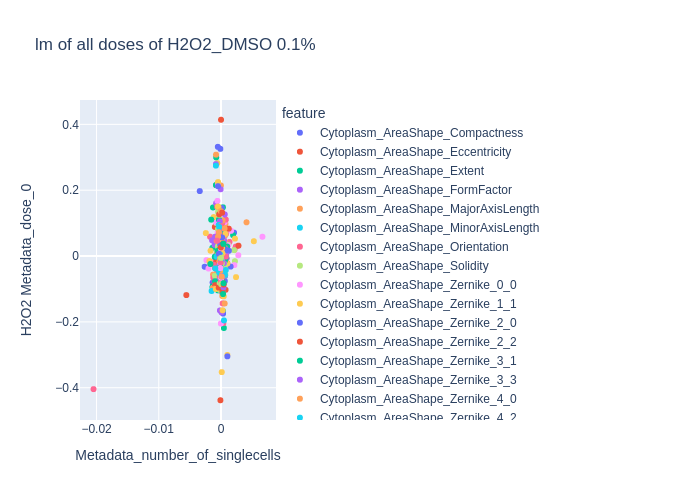 lm of all doses of H2O2_DMSO 0.1%
feature
Cytoplasm_AreaShape_Compactness
Cytoplasm_AreaShape_Eccentricity
Cytoplasm_AreaShape_Extent
Cytoplasm_AreaShape_FormFactor
Cytoplasm_AreaShape_MajorAxisLength
Cytoplasm_AreaShape_MinorAxisLength
Cytoplasm_AreaShape_Orientation
Cytoplasm_AreaShape_Solidity
Cytoplasm_AreaShape_Zernike_0_0
Cytoplasm_AreaShape_Zernike_1_1
Cytoplasm_AreaShape_Zernike_2_0
Cytoplasm_AreaShape_Zernike_2_2
Cytoplasm_AreaShape_Zernike_3_1
Cytoplasm_AreaShape_Zernike_3_3
Cytoplasm_AreaShape_Zernike_4_0
Cytoplasm_AreaShape_Zernike_4_2
H2O2 Metadata_dose_0
0.4
0.2
0
−0.2
−0.4
−0.02
−0.01
0
Metadata_number_of_singlecells